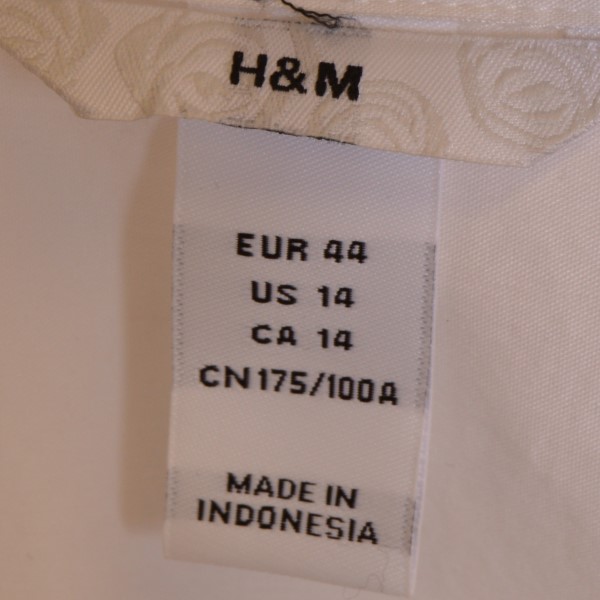 H&M
EUR 44
US 14
CA 14
CN175/100A
MADE IN
INDONESIA